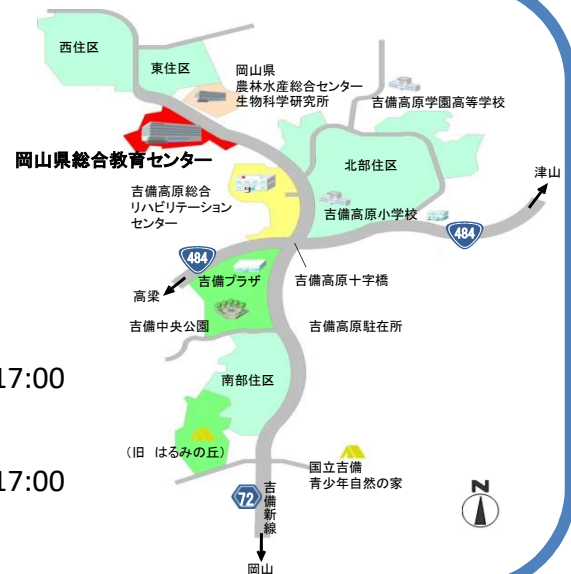 西住区
東住区
岡山県
農林水産総合センター
生物科学研究所
吉備高原学園高等学校
岡山県総合教育センター
北部住区
津山
吉備高原総合
リハビリテーション
センター
吉備高原小学校
484
484
吉備プラザ
吉備高原十字橋
高梁
吉備中央公園
吉備高原駐在所
17:00
南部住区
(旧 はるみの丘)
国立吉備
青少年自然の家
17:00
72
吉備新線
N
岡山